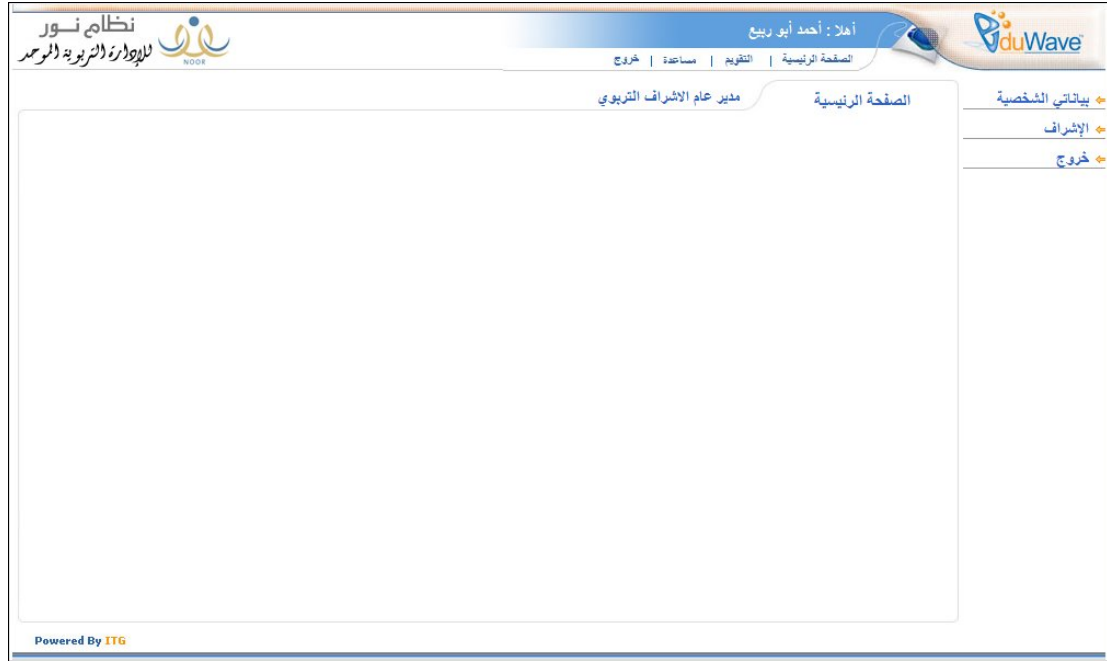 EduWave
أهلا : أحمد أبو ربيع
الصفحة الرئيسية | التقويم | مساعدة | خروج
نظام نـور
للإدارة التربوية الموحد
NOOR
بياناتي الشخصية
الإشراف
خروج
الصفحة الرئيسية
مدير عام الاشراف التربوي
Powered By ITG